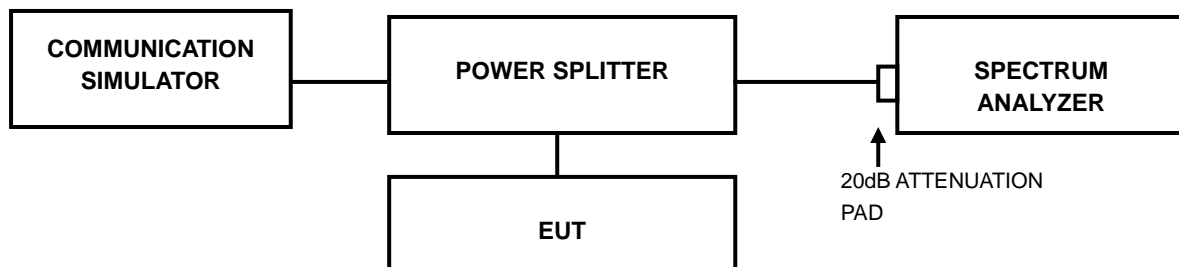 COMMUNICATION
SIMULATOR
POWER SPLITTER
SPECTRUM
ANALYZER
20dB ATTENUATION
PAD
EUT